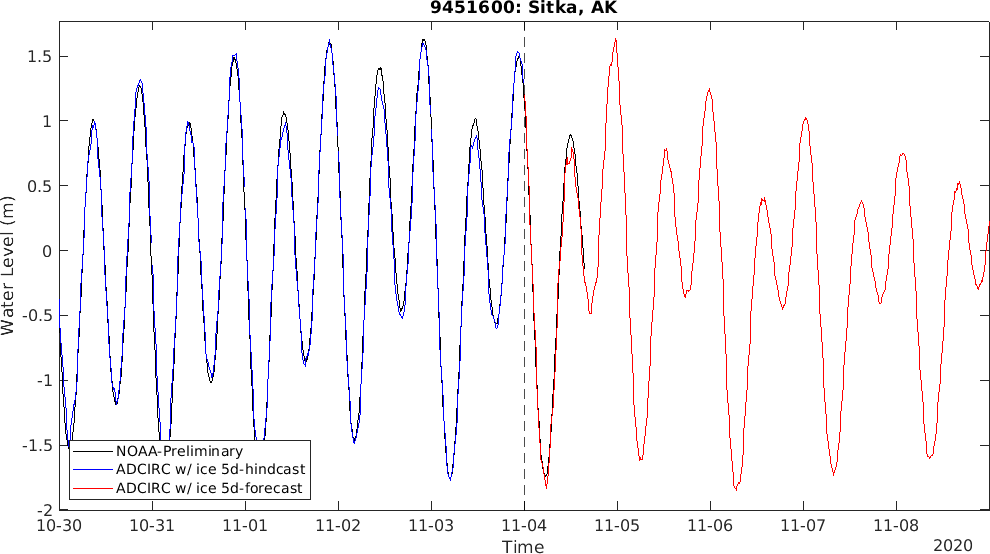 9451600: Sitka, AK
Water Level (m)
1.5
1
0.5
0
-0.5
-1
-1.5
-2
NOAA-Preliminary
ADCIRC w/ ice 5d-hindcast
ADCIRC w/ ice 5d-forecast
10-30 10-31 11-01 11-02 11-03 11-04 11-05 11-06 11-07 11-08
Time
2020